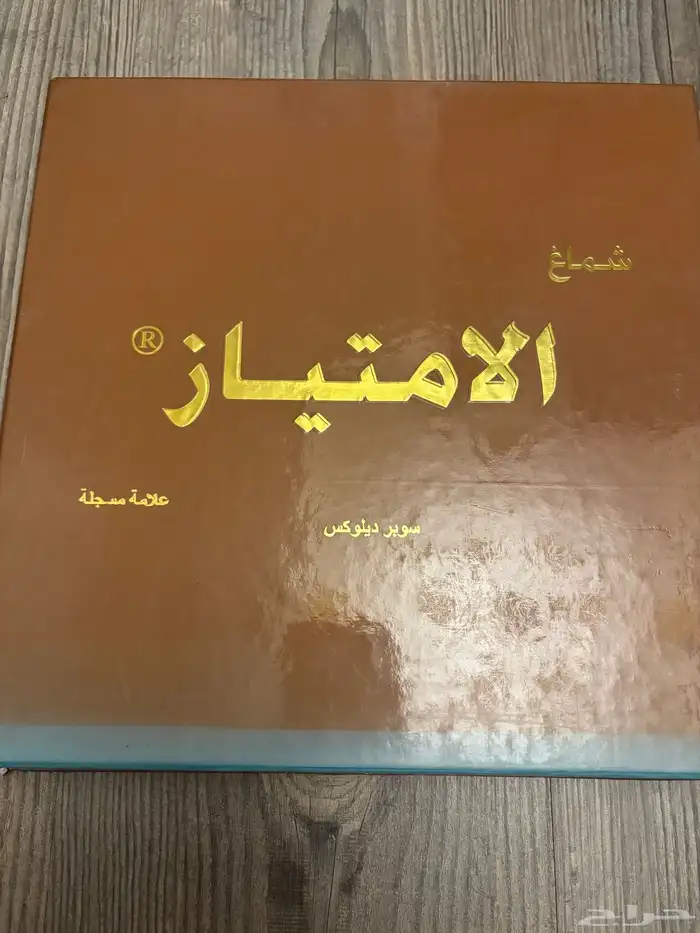 شماغ
الامتياز ®
علامة مسجلة
سوبر ديلوكس
حراج